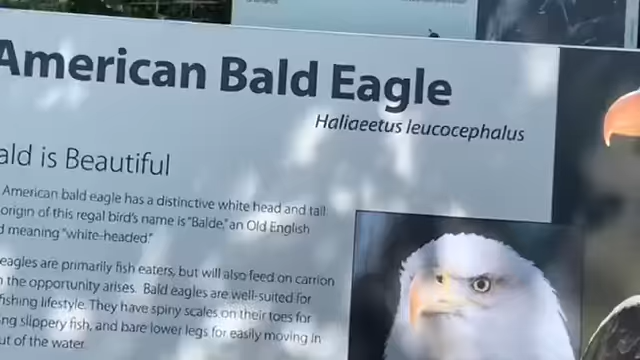 American Bald Eagle
Haliaeetus leucocephalus
ald is Beautiful
American bald eagle has a distinctive white head and tail
origin of this regal bird's name is "Balde," an Old English
d meaning "white-headed."
eagles are primarily fish eaters, but will also feed on carrion
n the opportunity arises. Bald eagles are well-suited for
fishing lifestyle. They have spiny scales on their toes for
ng slippery fish, and bare lower legs for easily moving in
ut of the water.